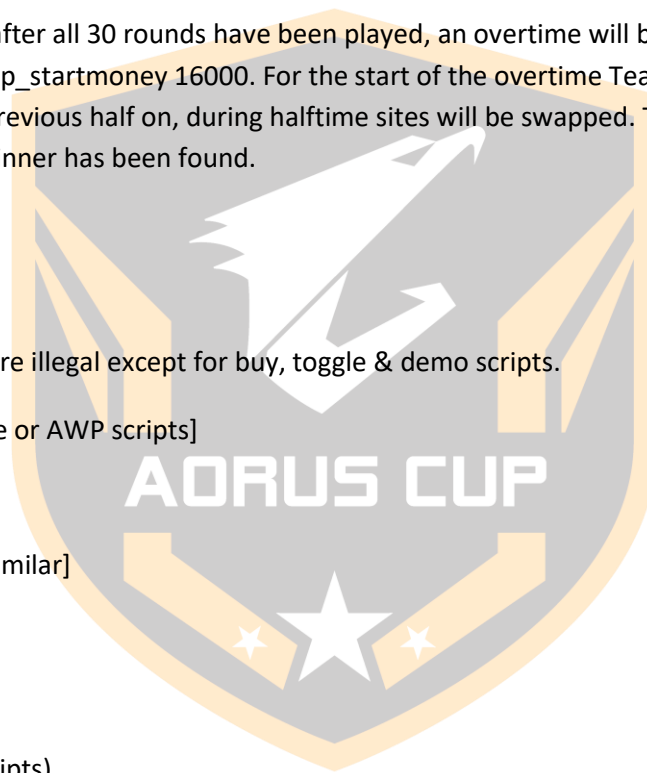 after all 30 rounds have been played, an overtime will b
p_startmoney 16000. For the start of the overtime Tea
revious half on, during halftime sites will be swapped. T
nner has been found.
re illegal except for buy, toggle & demo scripts.
e or AWP scripts]
AORUS CUP
milar]
ipts)